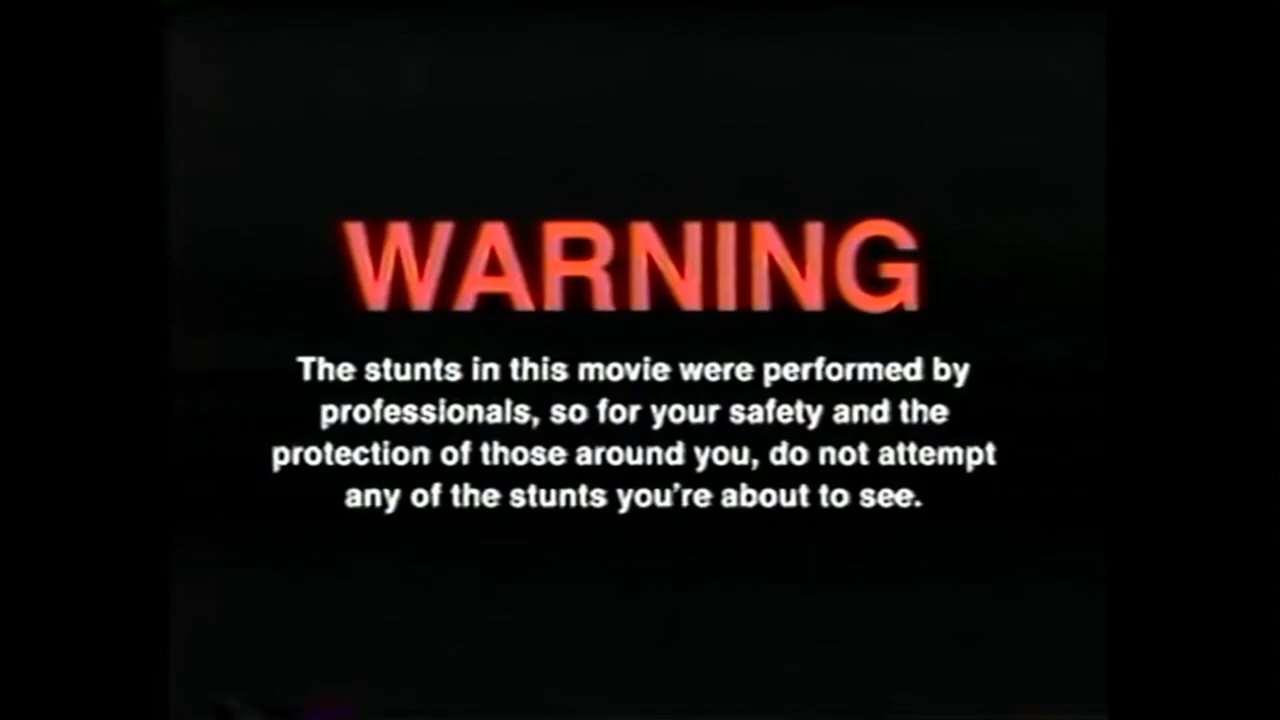 WARNING
The stunts in this movie were performed by
professionals, so for your safety and the
protection of those around you, do not attempt
any of the stunts you're about to see.